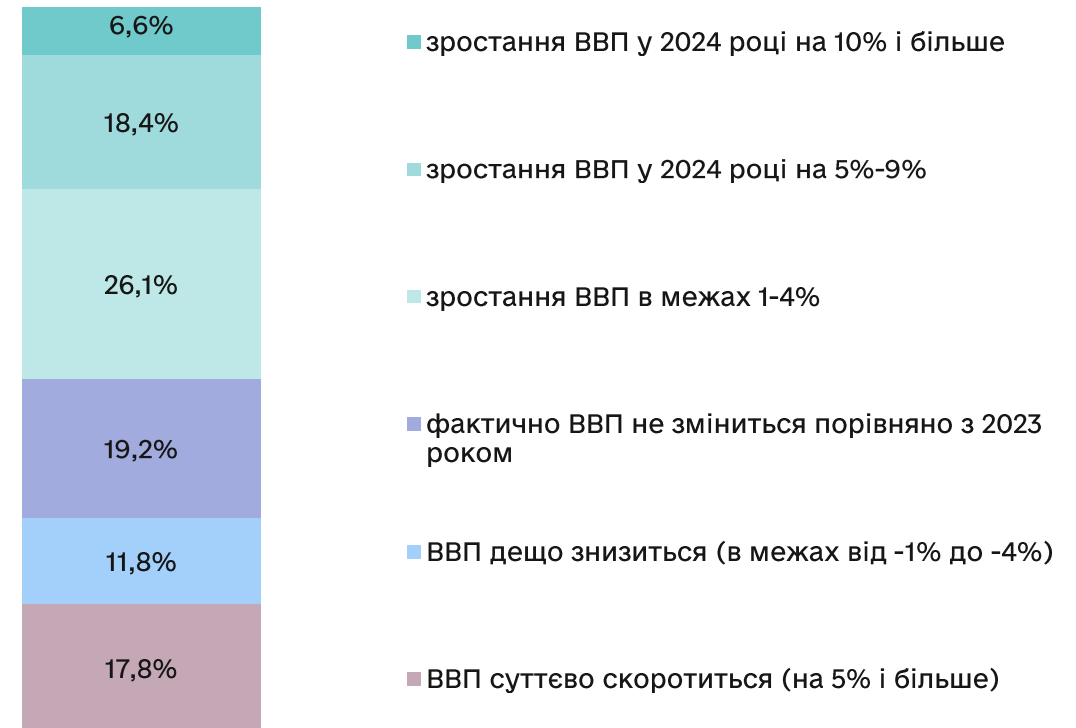 6,6%
зростання ВВП у 2024 році на 10% і більше
18,4%
зростання ВВП у 2024 році на 5%-9%
26,1%
зростання ВВП в межах 1-4%
19,2%
фактично ВВП не зміниться порівняно з 2023
роком
11,8%
ВВП дещо знизиться (в межах від -1% до -4%)
17,8%
ВВП суттєво скоротиться (на 5% і більше)